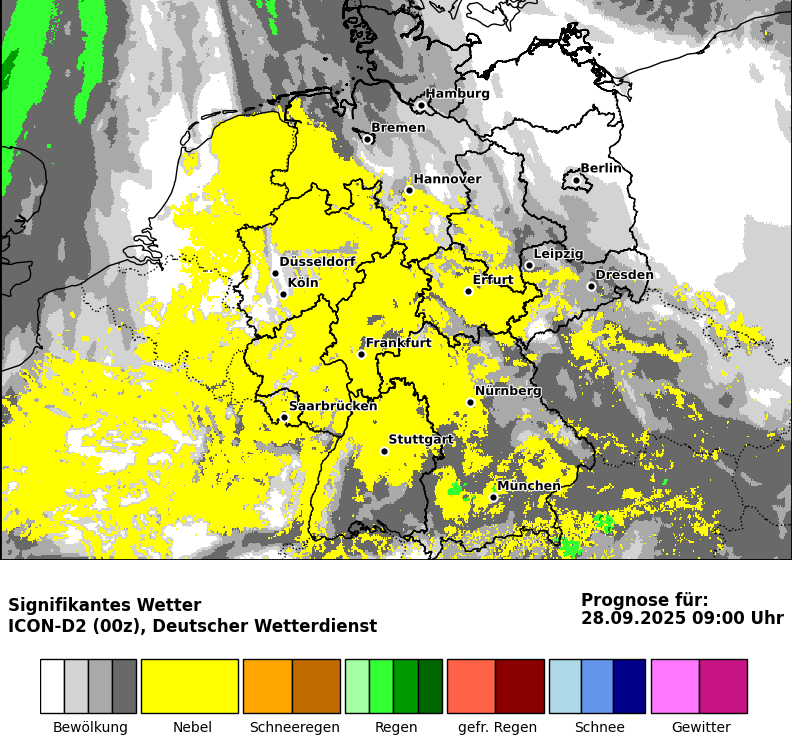 Hamburg
Bremen
Berlin
Hannover
Leipzig
Düsseldorf
Dresden
Köln
Erfurt
Frankfurt
Nürnberg
Saarbrücken
Stuttgart
München
Signifikantes Wetter
ICON-D2 (00z), Deutscher Wetterdienst
Prognose für:
28.09.2025 09:00 Uhr
Bewölkung Nebel Schneeregen Regen gefr. Regen Schnee Gewitter